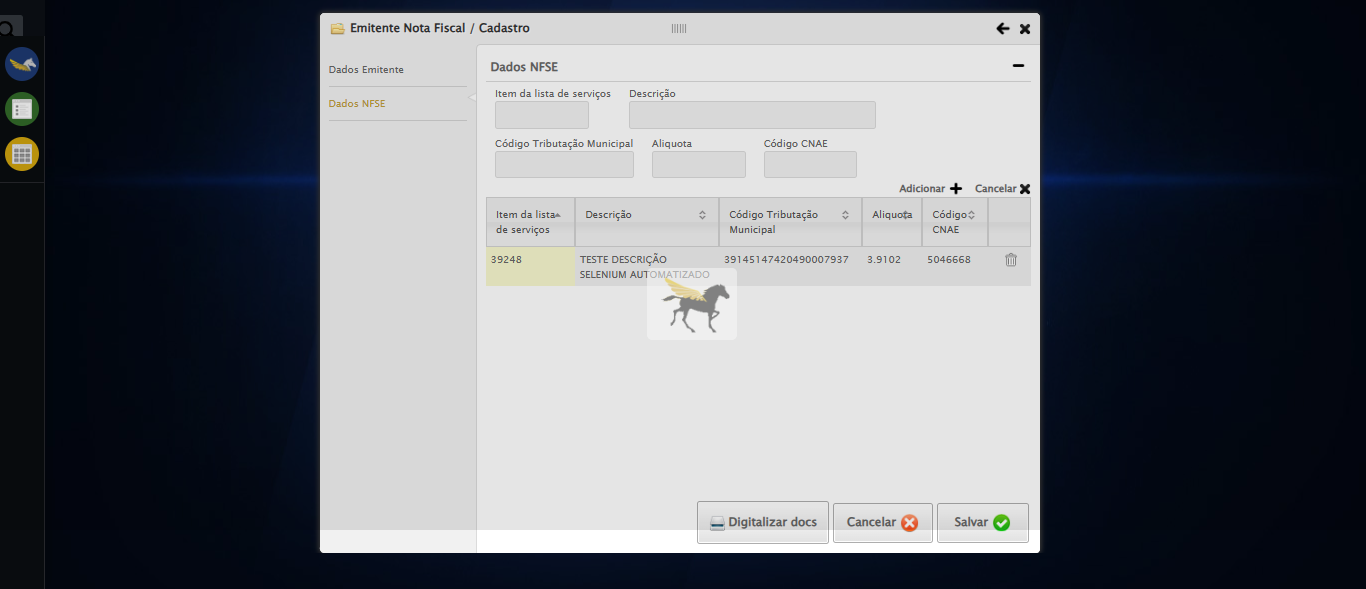 Emitente Nota Fiscal / Cadastro
Dados Emitente
Dados NFSE
Dados NFSE
Item da lista de serviços Descrição
Código Tributação Municipal Aliquota Código CNAE
Adicionar Cancelar
Item da lista de serviços Descrição Código Tributação Municipal Aliquota Código CNAE
39248 TESTE DESCRIÇÃO SELENIUM AUTOMATIZADO 39145147420490007937 3.9102 5046668
Digitalizar docs Cancelar Salvar